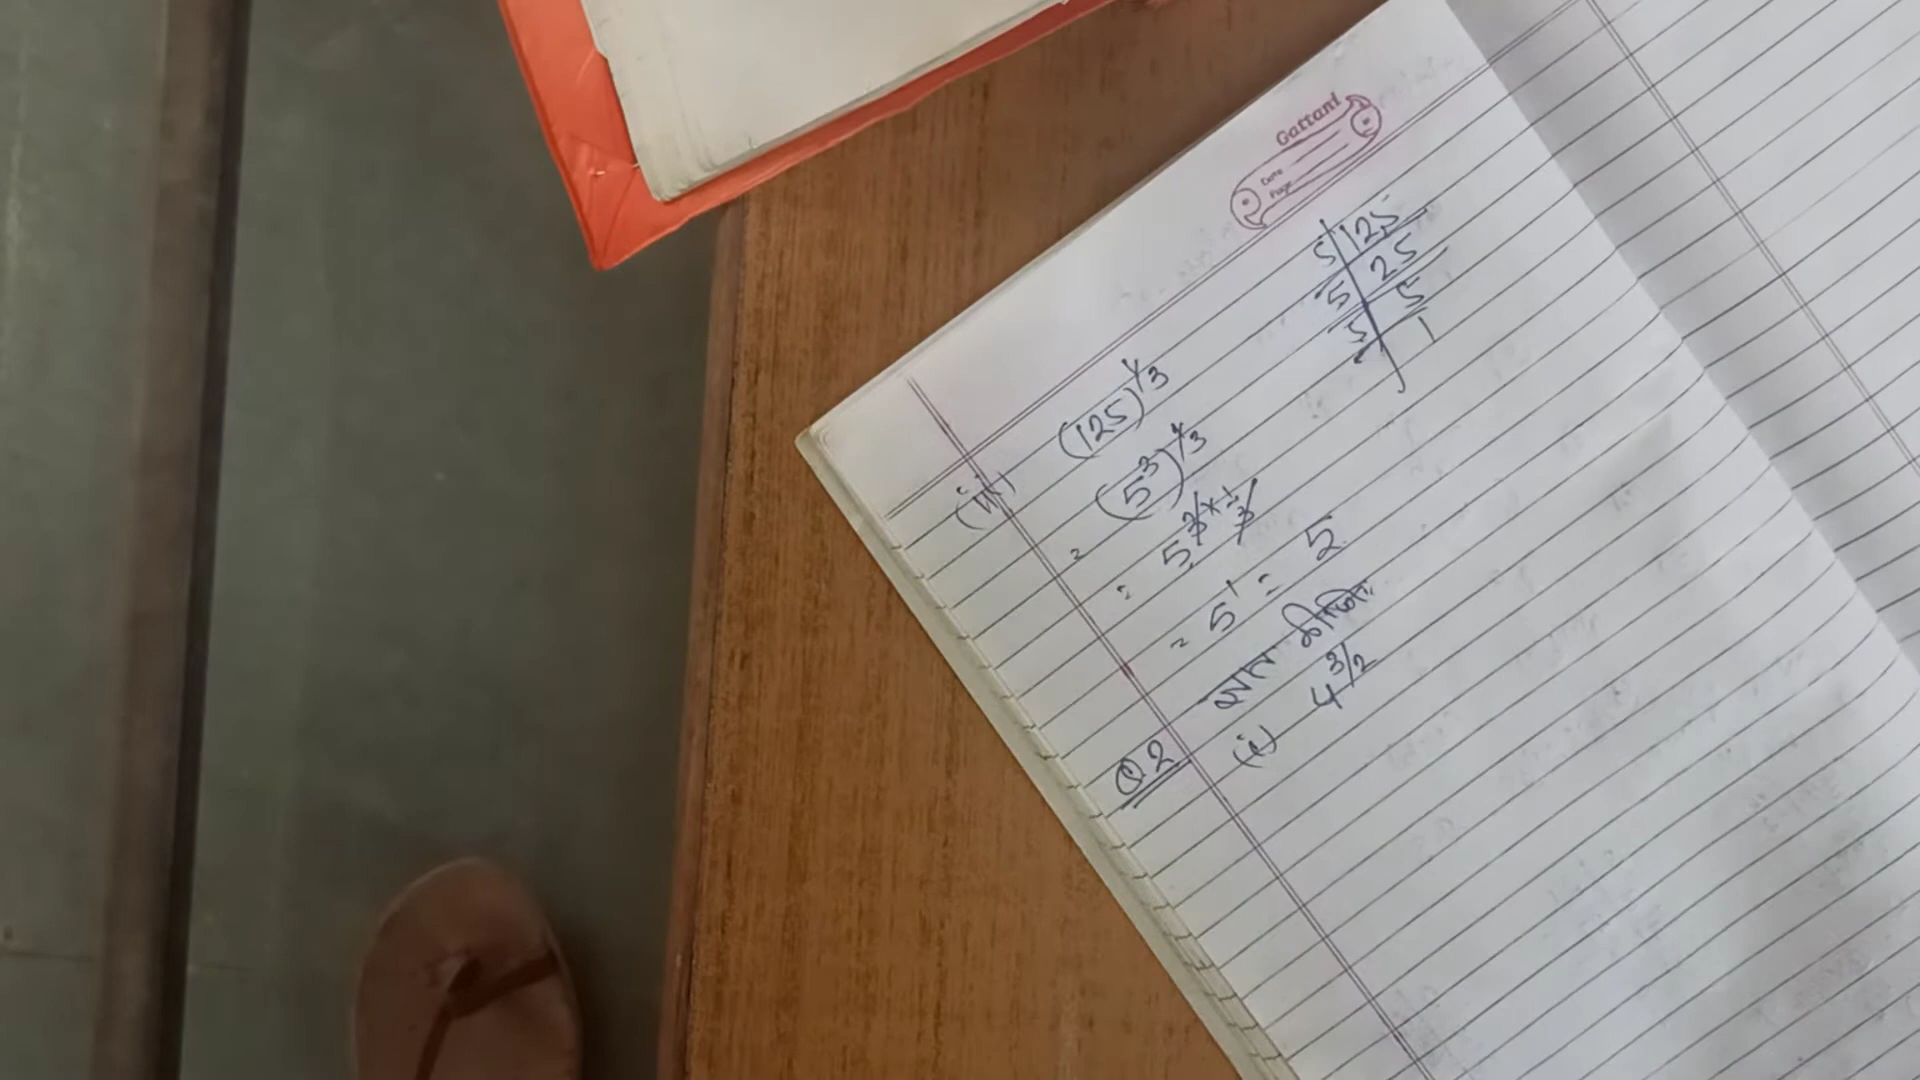 Gattani
Date
Page
5 | 125
5 | 25
5 | 5
1
(iii) (125)^1/3
= (5^3)^1/3
= 5^3×1/3
= 5^1 = 5
Q.2
(i) 4^3/2